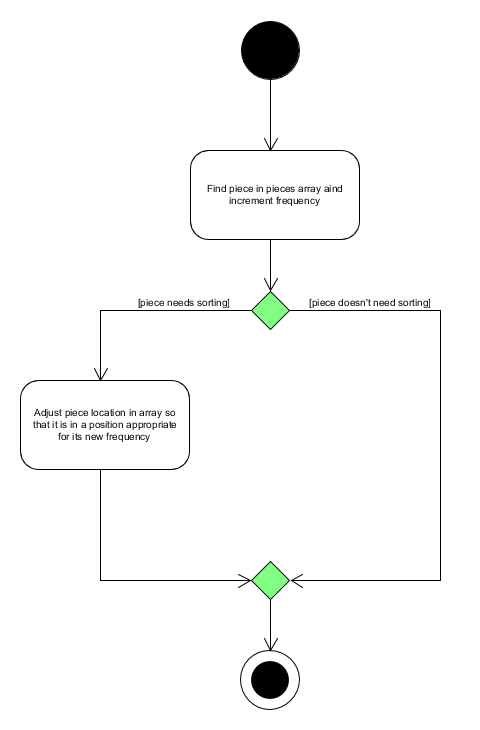 Find piece in pieces array aind
increment frequency
[piece needs sorting]
[piece doesn't need sorting]
Adjust piece location in array so
that it is in a position appropriate
for its new frequency